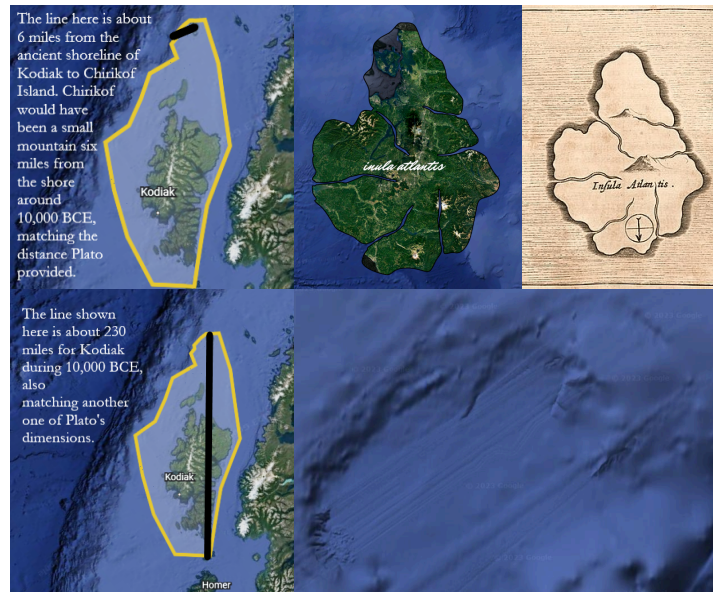 The line here is about
6 miles from the
ancient shoreline of
Kodiak to Chirikof
Island. Chirikof
would have
been a small
mountain six
miles from
the shore
around
10,000 BCE,
matching the
distance Plato
provided.
Kodiak
inula atlantis
Insula Atlantis.
The line shown
here is about 230
miles for Kodiak
during 10,000 BCE,
also
matching another
one of Plato's
dimensions.
Kodiak
Homer